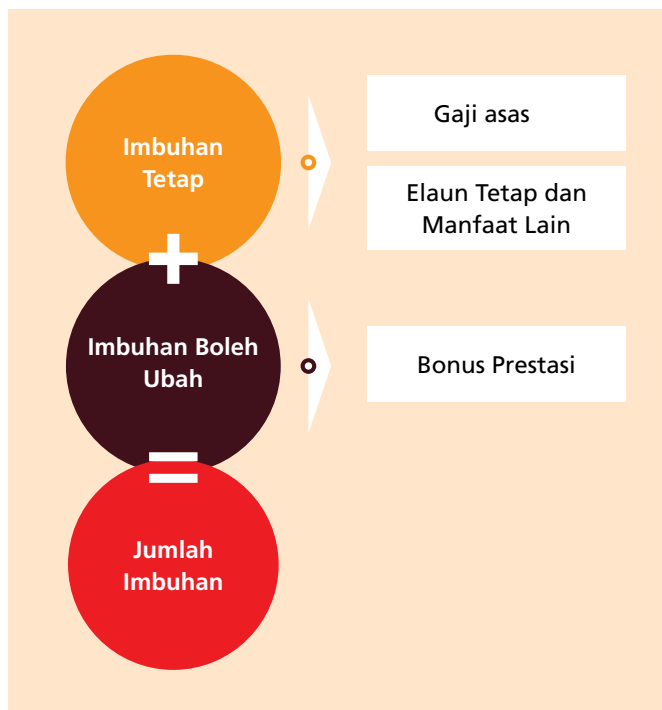 Imbuhan
Tetap
Gaji asas
Elaun Tetap dan
Manfaat Lain
+
Imbuhan Boleh
Ubah
Bonus Prestasi
=
Jumlah
Imbuhan